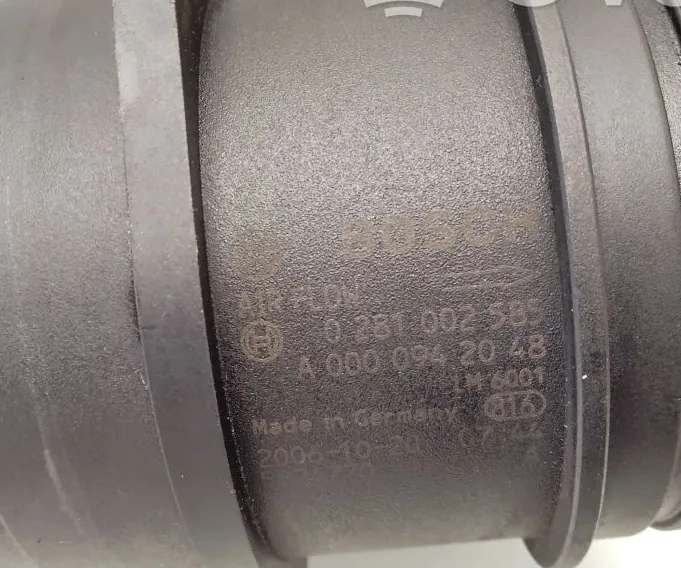 BOSCH
AIR FLOW
0 281 002 585
A 000 094 20 48
LM 6001
Made in Germany 816
2006-10-20
A